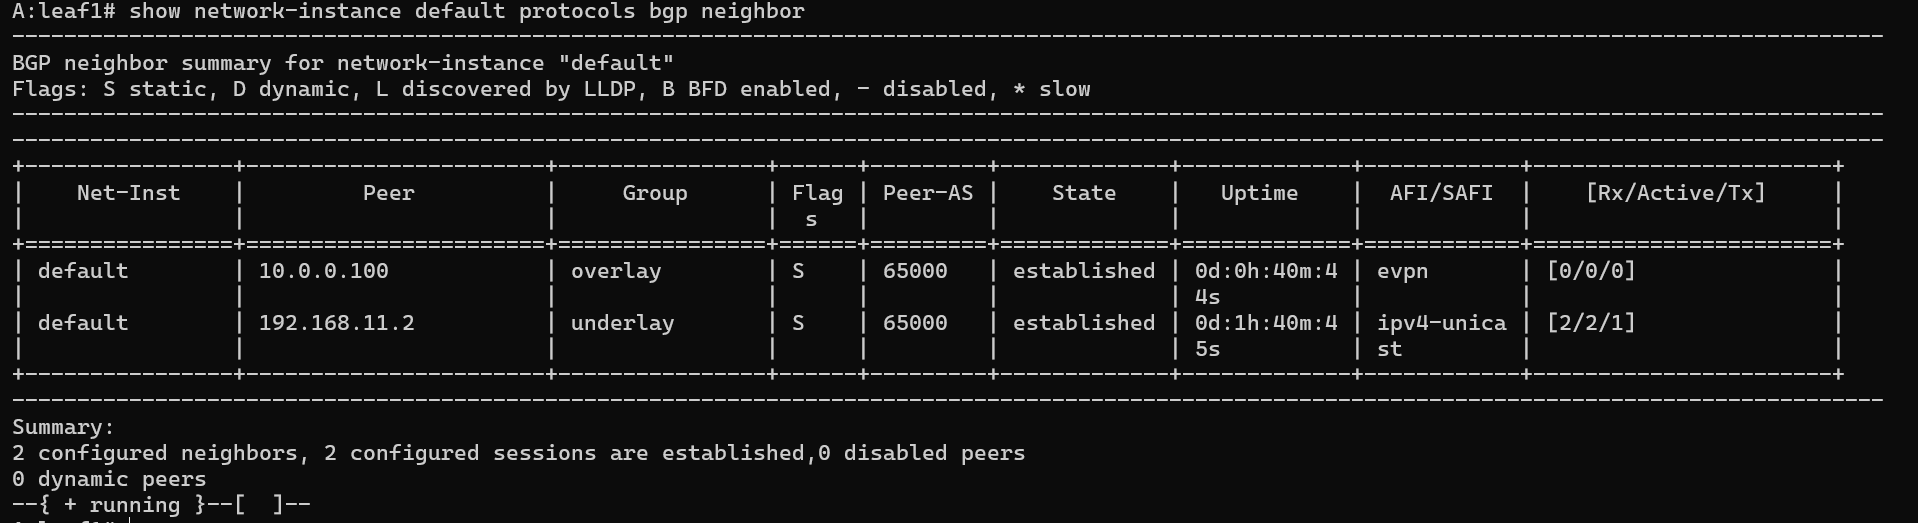 A:leaf1# show network-instance default protocols bgp neighbor
------------------------------------------------------------------------------------------------------------------------------------------------
BGP neighbor summary for network-instance "default"
Flags: S static, D dynamic, L discovered by LLDP, B BFD enabled, - disabled, * slow
------------------------------------------------------------------------------------------------------------------------------------------------
------------------------------------------------------------------------------------------------------------------------------------------------
+----------------+-----------------------+----------------+------+---------+-------------+-------------+------------+-----------------------+
|    Net-Inst    |         Peer          |     Group      | Flag | Peer-AS |    State    |   Uptime    |  AFI/SAFI  |    [Rx/Active/Tx]     |
|                |                       |                |  s   |         |             |             |            |                       |
+================+=======================+================+======+=========+=============+=============+============+=======================+
| default        | 10.0.0.100            | overlay        | S    | 65000   | established | 0d:0h:40m:4 | evpn       | [0/0/0]               |
|                |                       |                |      |         |             | 4s          |            |                       |
| default        | 192.168.11.2          | underlay       | S    | 65000   | established | 0d:1h:40m:4 | ipv4-unica | [2/2/1]               |
|                |                       |                |      |         |             | 5s          | st         |                       |
+----------------+-----------------------+----------------+------+---------+-------------+-------------+------------+-----------------------+
------------------------------------------------------------------------------------------------------------------------------------------------
Summary:
2 configured neighbors, 2 configured sessions are established,0 disabled peers
0 dynamic peers
--{ + running }--[  ]--